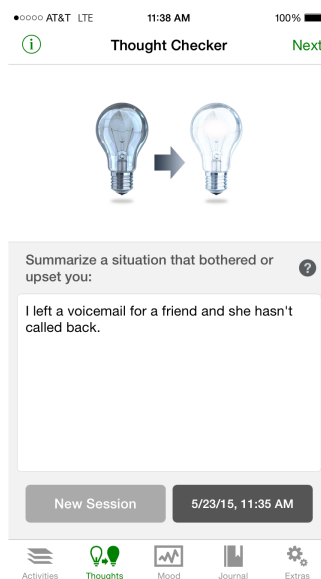 AT&T LTE 11:38 AM 100%
i Thought Checker Next
Summarize a situation that bothered or
upset you:
?
I left a voicemail for a friend and she hasn't
called back.
New Session 5/23/15, 11:35 AM
Activities Thoughts Mood Journal Extras